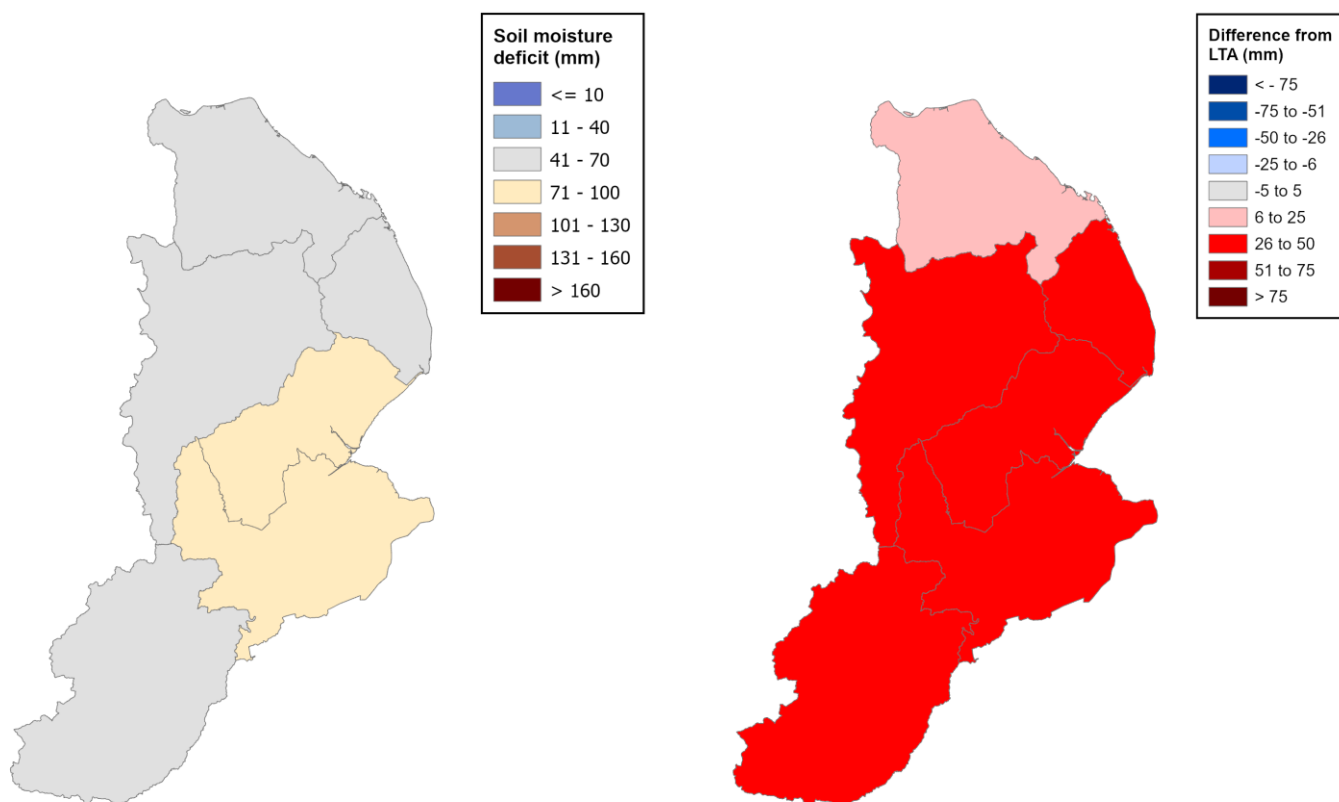 Soil moisture
deficit (mm)
<= 10
11 - 40
41 - 70
71 - 100
101 - 130
131 - 160
> 160
Difference from
LTA (mm)
< - 75
-75 to -51
-50 to -26
-25 to -6
-5 to 5
6 to 25
26 to 50
51 to 75
> 75